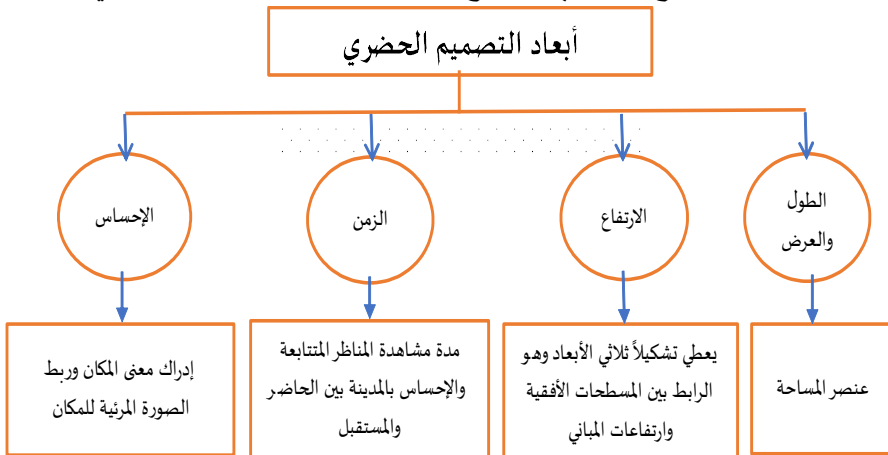 أبعاد التصميم الحضري
الطول
والعرض
الارتفاع
الزمن
الإحساس
عنصر المساحة
يعطي تشكيلاً ثلاثي الأبعاد وهو
الرابط بين المسطحات الأفقية
وارتفاعات المباني
مدة مشاهدة المناظر المتتابعة
والإحساس بالمدينة بين الحاضر
والمستقبل
إدراك معنى المكان وربط
الصورة المرئية للمكان